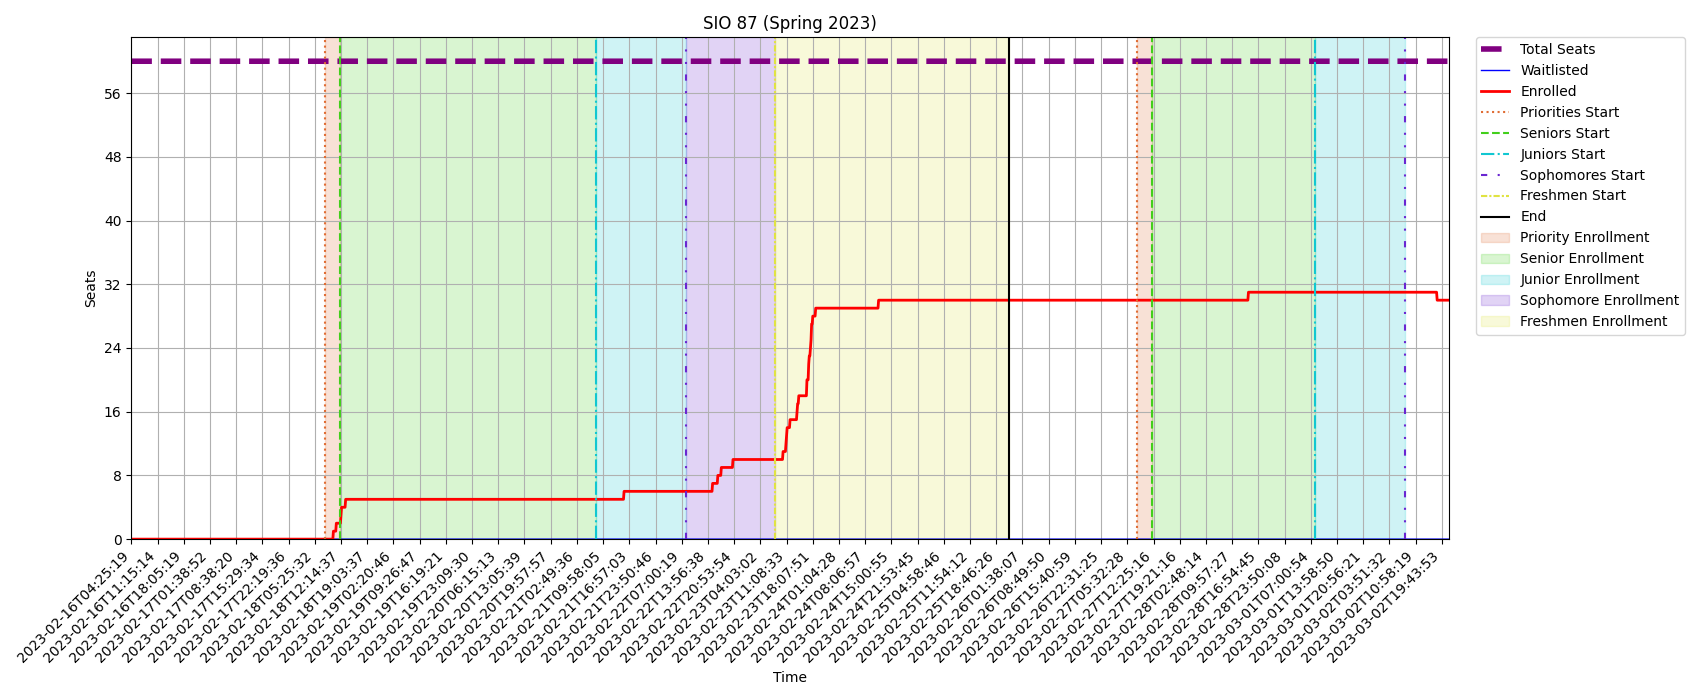 SIO 87 (Spring 2023)
Seats
56
48
40
32
24
16
8
0
2023-02-16T04:25:19
2023-02-16T11:15:14
2023-02-16T18:05:19
2023-02-17T01:38:52
2023-02-17T08:38:20
2023-02-17T15:29:34
2023-02-17T22:19:36
2023-02-18T05:25:32
2023-02-18T12:14:37
2023-02-18T19:03:37
2023-02-19T02:20:46
2023-02-19T09:26:47
2023-02-19T16:19:21
2023-02-19T23:09:30
2023-02-20T06:15:13
2023-02-20T13:05:39
2023-02-20T19:57:57
2023-02-21T02:49:36
2023-02-21T09:58:05
2023-02-21T16:57:03
2023-02-21T23:50:46
2023-02-22T07:00:19
2023-02-22T13:56:38
2023-02-22T20:53:54
2023-02-23T04:03:02
2023-02-23T11:08:33
2023-02-23T18:07:51
2023-02-24T01:04:28
2023-02-24T08:06:57
2023-02-24T15:00:55
2023-02-24T21:53:45
2023-02-25T04:58:46
2023-02-25T11:54:12
2023-02-25T18:46:26
2023-02-26T01:38:07
2023-02-26T08:49:50
2023-02-26T15:40:59
2023-02-26T22:31:25
2023-02-27T05:32:28
2023-02-27T12:25:16
2023-02-27T19:21:16
2023-02-28T02:48:14
2023-02-28T09:57:27
2023-02-28T16:54:45
2023-02-28T23:50:08
2023-03-01T07:00:54
2023-03-01T13:58:50
2023-03-01T20:56:21
2023-03-02T03:51:32
2023-03-02T10:58:19
2023-03-02T19:43:53
Time
Total Seats
Waitlisted
Enrolled
Priorities Start
Seniors Start
Juniors Start
Sophomores Start
Freshmen Start
End
Priority Enrollment
Senior Enrollment
Junior Enrollment
Sophomore Enrollment
Freshmen Enrollment